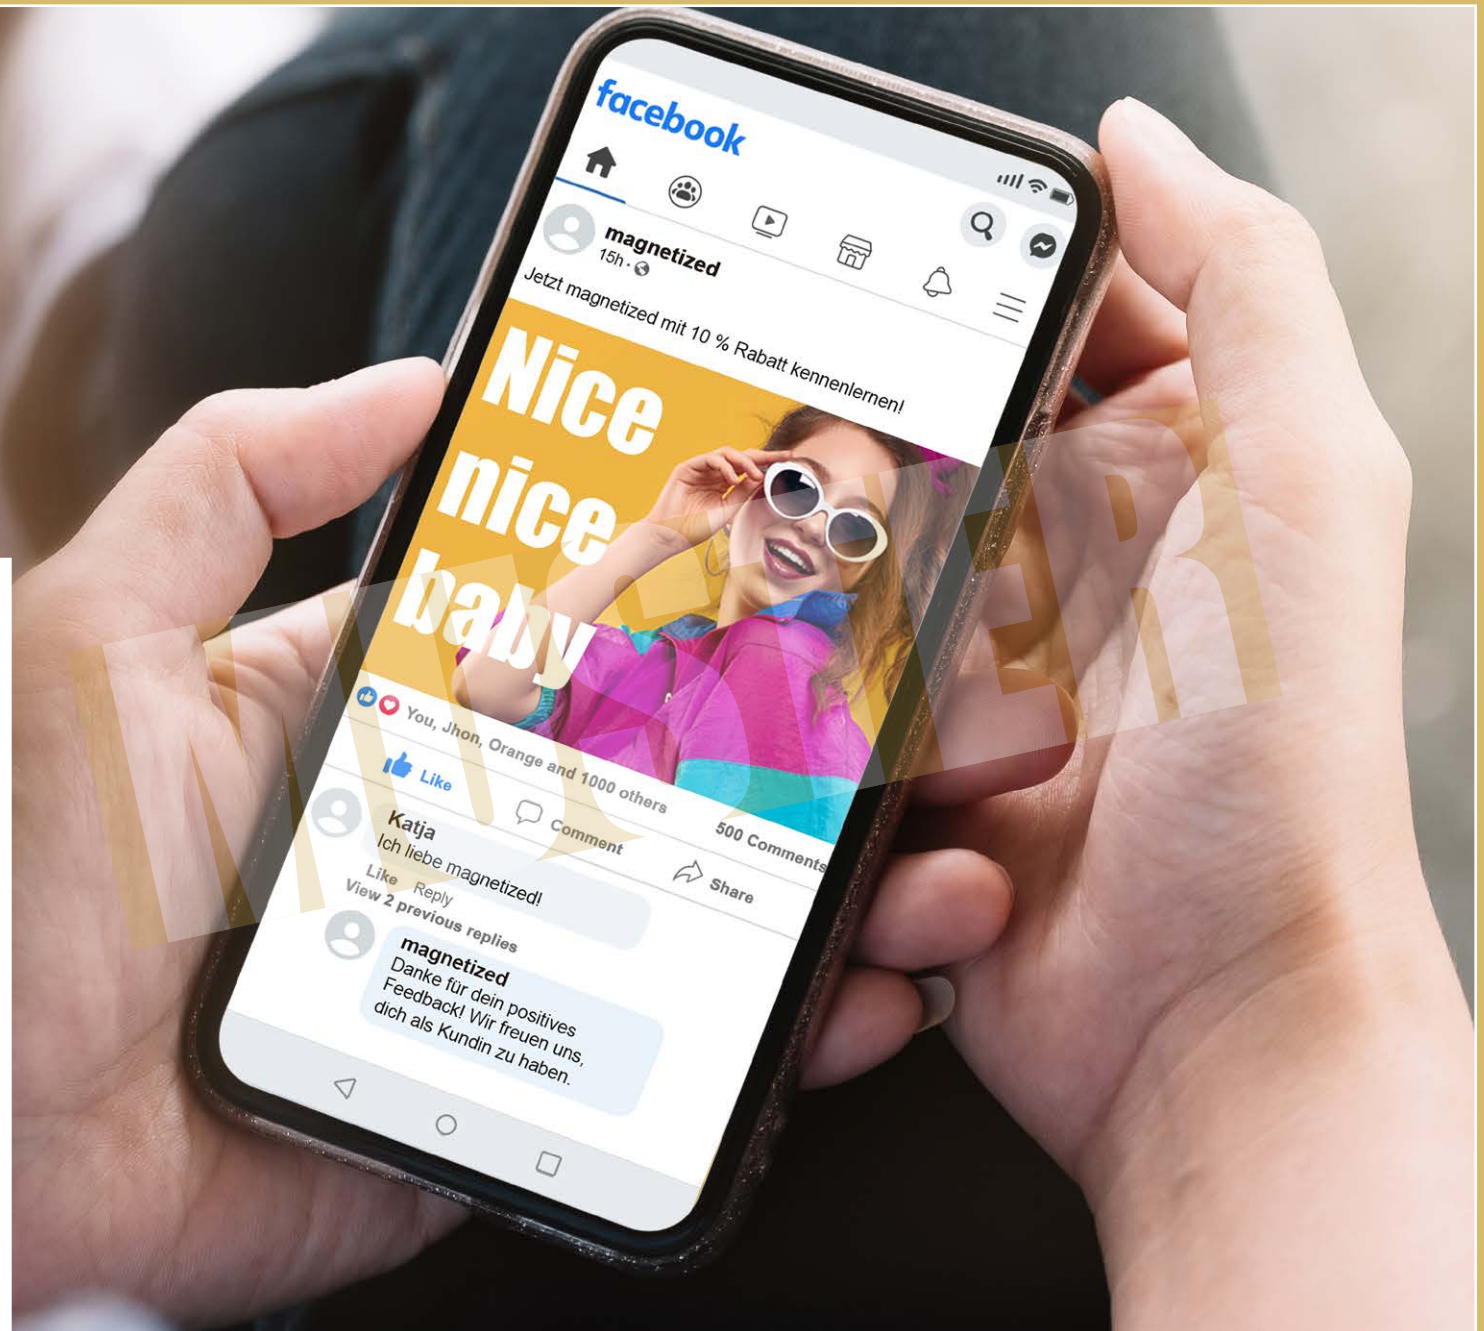 facebook
magnetized
15h ·
Jetzt magnetized mit 10 % Rabatt kennenlernen!
Nice
nice
baby
You, Jhon, Orange and 1000 others
500 Comments
Like
Comment
Share
Katja
Ich liebe magnetized!
Like Reply
View 2 previous replies
magnetized
Danke für dein positives
Feedback! Wir freuen uns,
dich als Kundin zu haben.
MUSTER